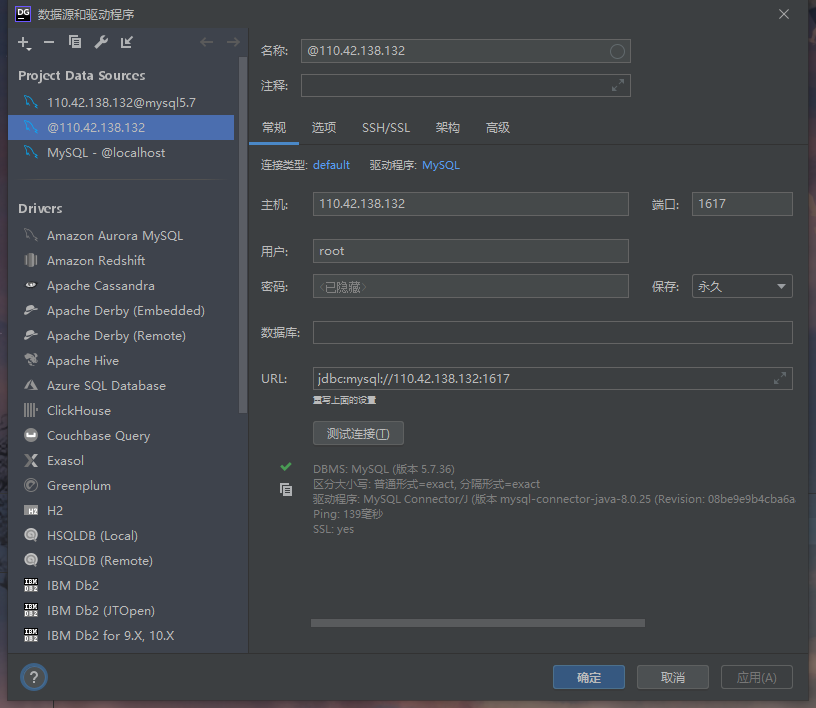 DG 数据源和驱动程序
Project Data Sources
110.42.138.132@mysql5.7
@110.42.138.132
MySQL - @localhost
Drivers
Amazon Aurora MySQL
Amazon Redshift
Apache Cassandra
Apache Derby (Embedded)
Apache Derby (Remote)
Apache Hive
Azure SQL Database
ClickHouse
Couchbase Query
Exasol
Greenplum
H2 H2
HSQLDB (Local)
HSQLDB (Remote)
IBM DB2 IBM Db2
IBM DB2 IBM Db2 (JTOpen)
IBM DB2 IBM Db2 for 9.X, 10.X
名称: @110.42.138.132
注释:
常规 选项 SSH/SSL 架构 高级
连接类型: default 驱动程序: MySQL
主机: 110.42.138.132 端口: 1617
用户: root
密码: <已隐藏> 保存: 永久
数据库:
URL: jdbc:mysql://110.42.138.132:1617
重写上面的设置
测试连接(T)
DBMS: MySQL (版本 5.7.36)
区分大小写: 普通形式=exact, 分隔形式=exact
驱动程序: MySQL Connector/J (版本 mysql-connector-java-8.0.25 (Revision: 08be9e9b4cba6a
Ping: 139毫秒
SSL: yes
? 确定 取消 应用(A)